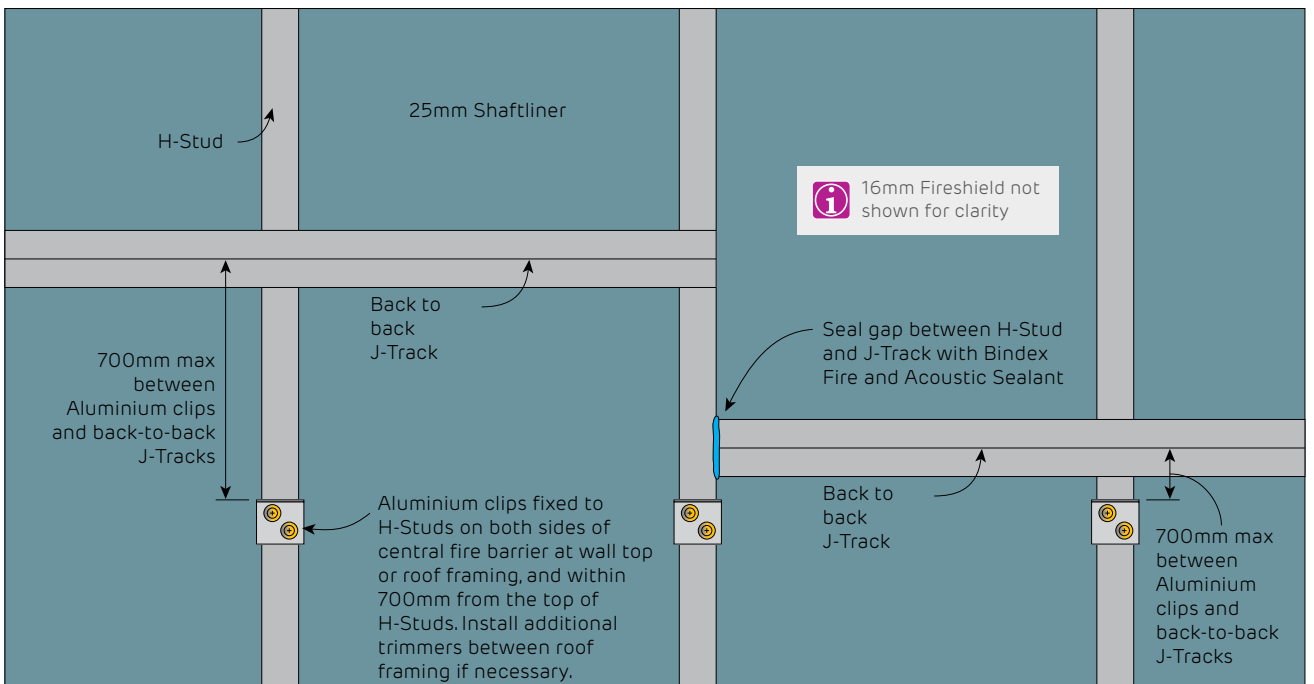 H-Stud
25mm Shaftliner
16mm Fireshield not
shown for clarity
Back to
back
J-Track
700mm max
between
Aluminium clips
and back-to-back
J-Tracks
Seal gap between H-Stud
and J-Track with Bindex
Fire and Acoustic Sealant
Aluminium clips fixed to
H-Studs on both sides of
central fire barrier at wall top
or roof framing, and within
700mm from the top of
H-Studs. Install additional
trimmers between roof
framing if necessary.
Back to
back
J-Track
700mm max
between
Aluminium
clips and
back-to-back
J-Tracks